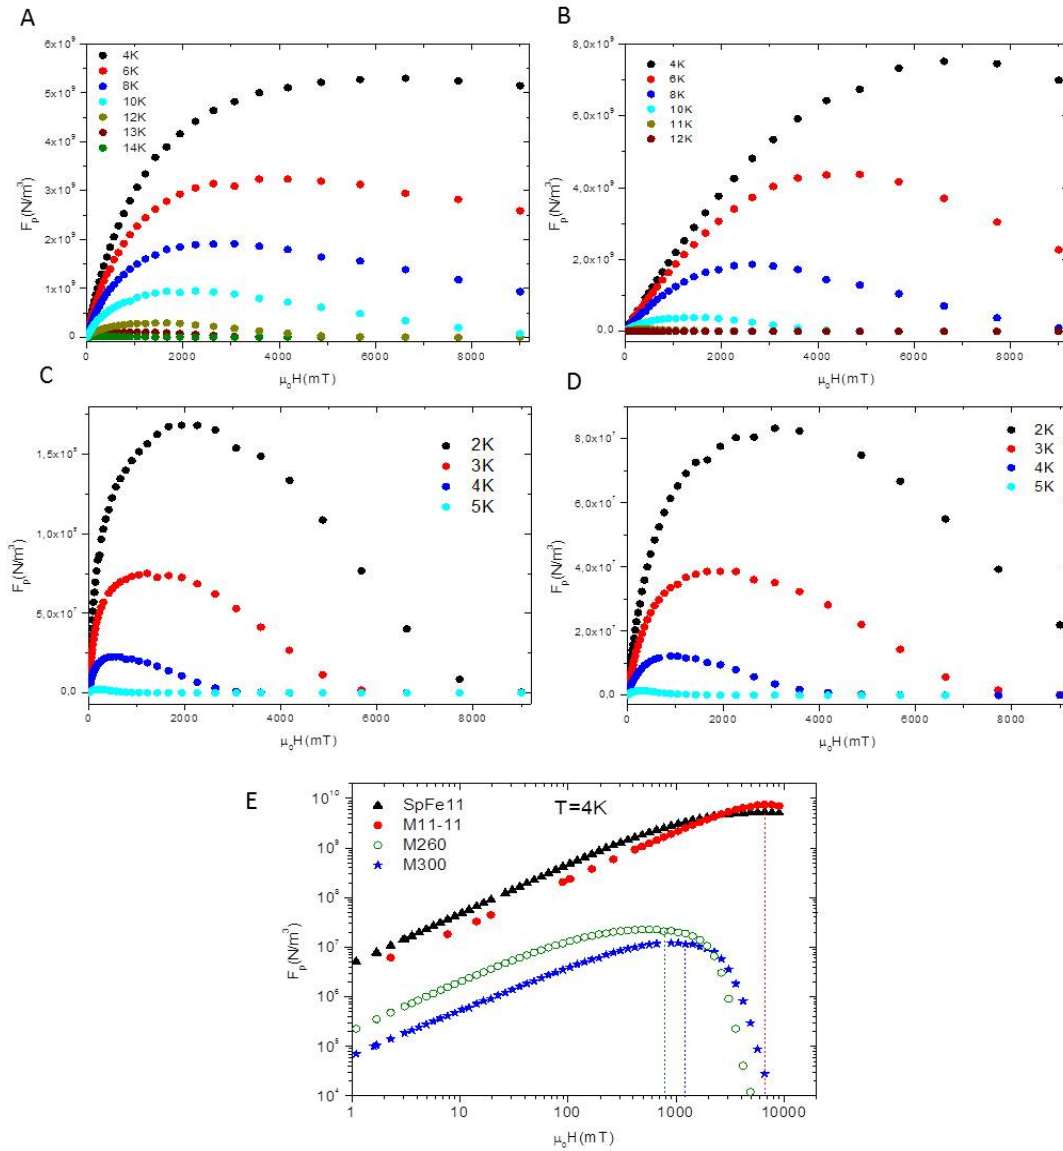 A
6x10⁹
5x10⁹
4x10⁹
3x10⁹
2x10⁹
1x10⁹
0
Fₚ(N/m³)
4K
6K
8K
10K
12K
13K
14K
0 2000 4000 6000 8000
μ₀H(mT)
B
8,0x10⁹
6,0x10⁹
4,0x10⁹
2,0x10⁹
0,0
Fₚ(N/m³)
4K
6K
8K
10K
11K
12K
0 2000 4000 6000 8000
μ₀H(mT)
C
1,5x10⁸
1,0x10⁸
5,0x10⁷
0,0
Fₚ(N/m³)
2K
3K
4K
5K
0 2000 4000 6000 8000
μ₀H(mT)
D
8,0x10⁷
6,0x10⁷
4,0x10⁷
2,0x10⁷
0,0
Fₚ(N/m³)
2K
3K
4K
5K
0 2000 4000 6000 8000
μ₀H(mT)
E
10¹⁰
10⁹
10⁸
10⁷
10⁶
10⁵
10⁴
Fₚ(N/m³)
SpFe11
M11-11
M260
M300
T=4K
1 10 100 1000 10000
μ₀H(mT)